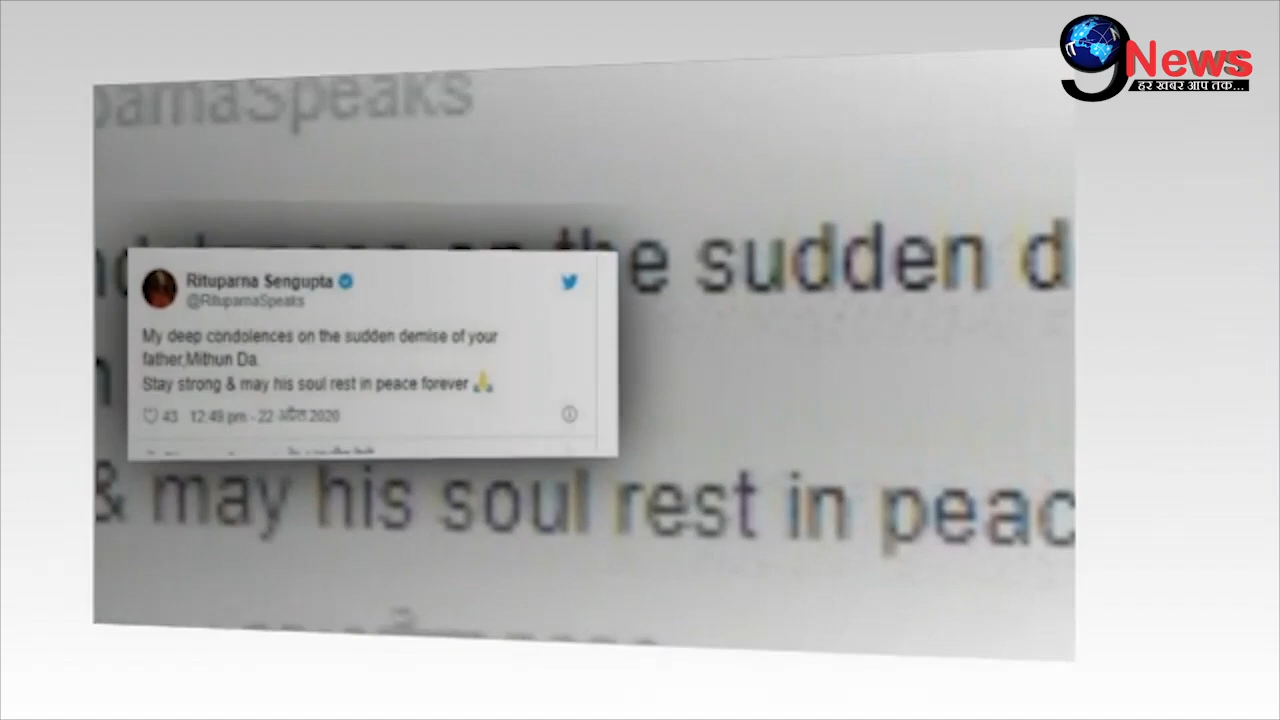 9 News
हर खबर आप तक...
parnaSpeaks
the sudden d
Rituparna Sengupta
@RituparnaSpeaks
My deep condolences on the sudden demise of your
father,Mithun Da.
Stay strong & may his soul rest in peace forever 🙏
43 12:49 pm - 22 अप्रैल 2020
& may his soul rest in peac